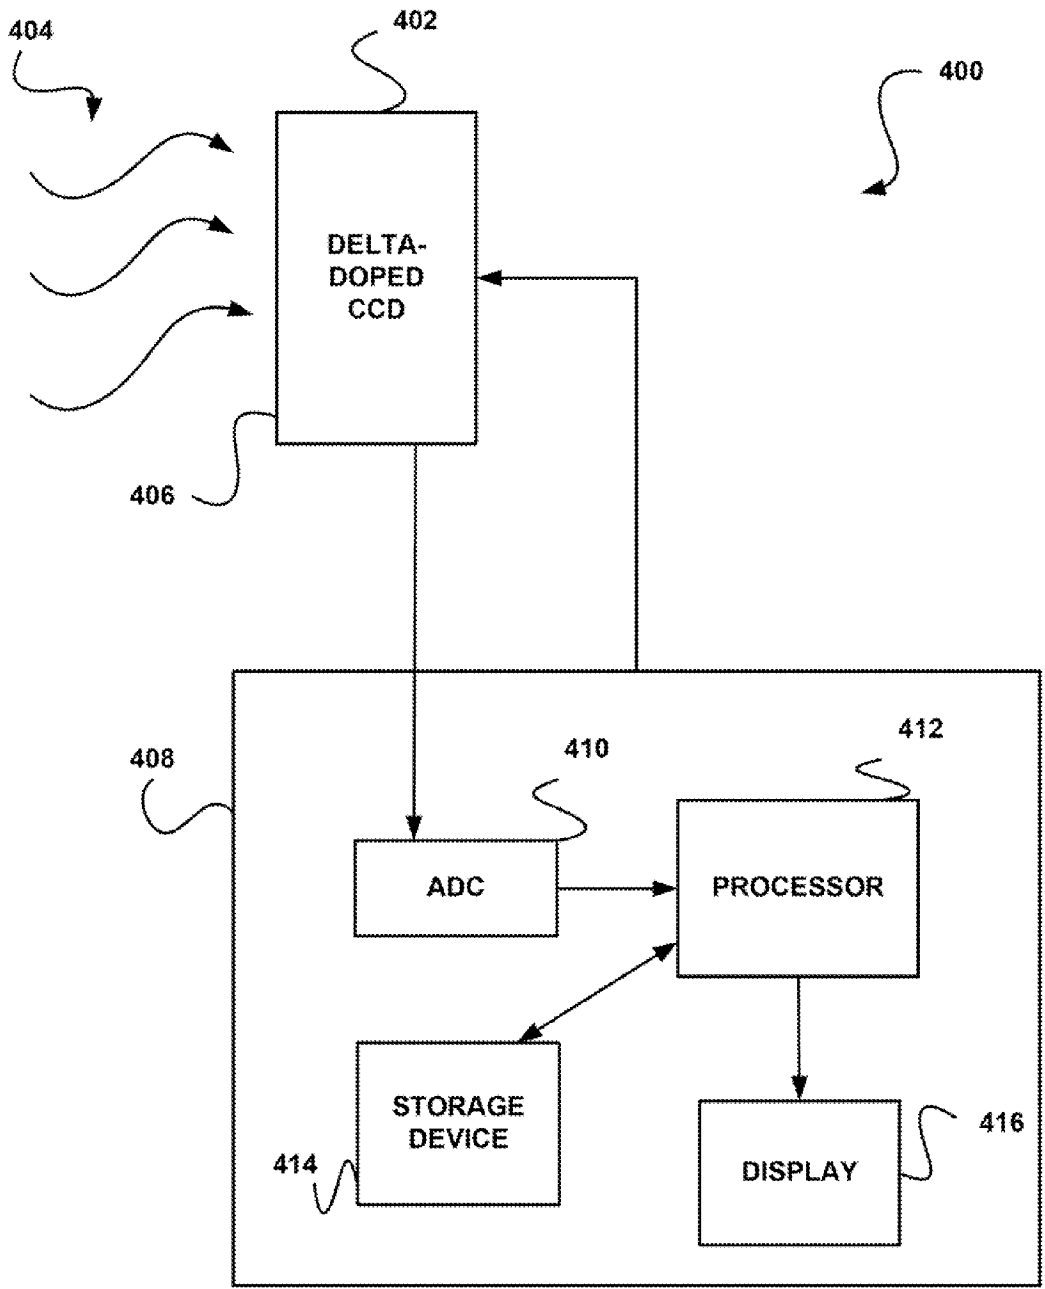 404
402
400
DELTA-
DOPED
CCD
406
408
410
412
ADC
PROCESSOR
STORAGE
DEVICE
414
416
DISPLAY